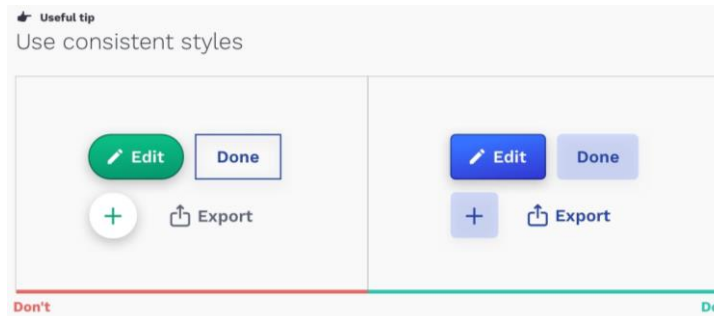 Useful tip
Use consistent styles
Edit Done
Edit Done
+ Export
+ Export
Don't